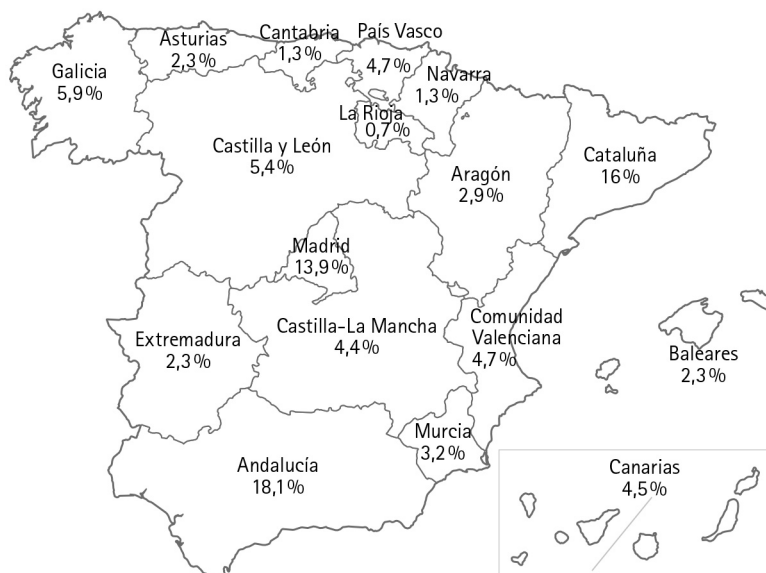 Asturias
2,3%
Cantabria
1,3%
País Vasco
4,7%
Galicia
5,9%
Navarra
1,3%
La Rioja
0,7%
Castilla y León
5,4%
Aragón
2,9%
Cataluña
16%
Madrid
13,9%
Extremadura
2,3%
Castilla-La Mancha
4,4%
Comunidad
Valenciana
4,7%
Baleares
2,3%
Murcia
3,2%
Andalucía
18,1%
Canarias
4,5%